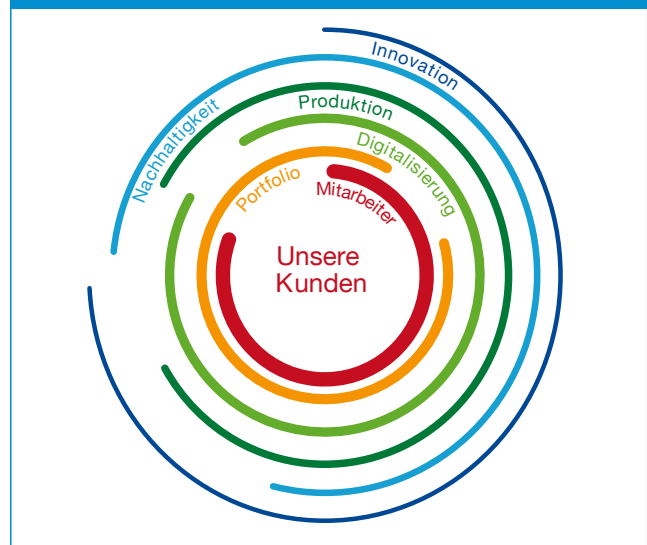 Innovation
Nachhaltigkeit
Produktion
Digitalisierung
Portfolio
Mitarbeiter
Unsere
Kunden